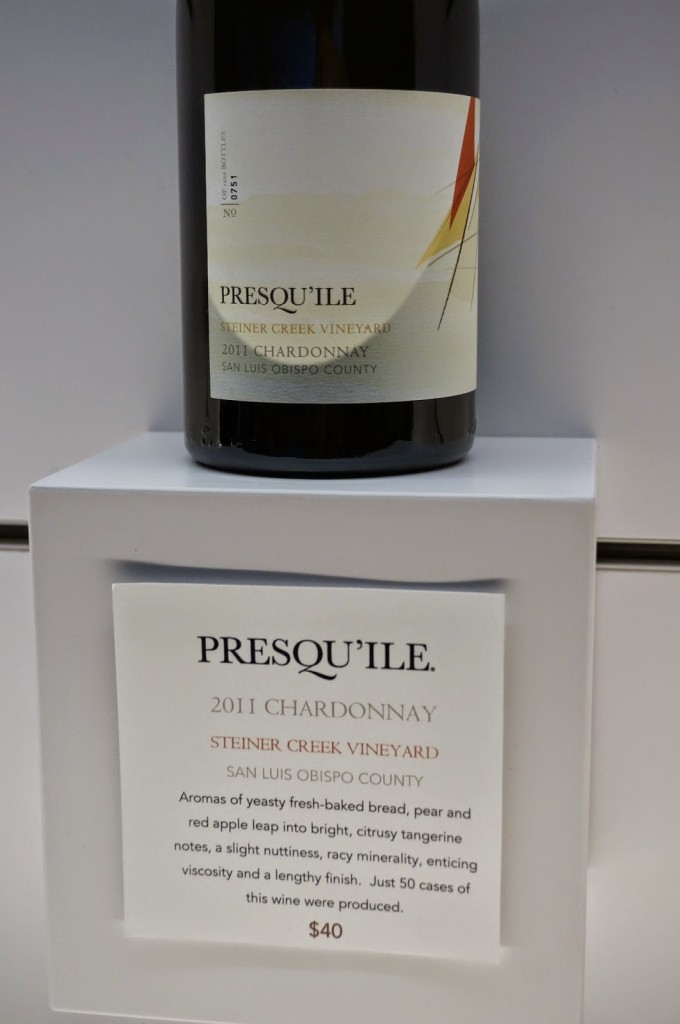 Nº 0751
OF BOTTLES
PRESQU'ILE
STEINER CREEK VINEYARD
2011 CHARDONNAY
SAN LUIS OBISPO COUNTY
PRESQU'ILE.
2011 CHARDONNAY
STEINER CREEK VINEYARD
SAN LUIS OBISPO COUNTY
Aromas of yeasty fresh-baked bread, pear and
red apple leap into bright, citrusy tangerine
notes, a slight nuttiness, racy minerality, enticing
viscosity and a lengthy finish. Just 50 cases of
this wine were produced.
$40